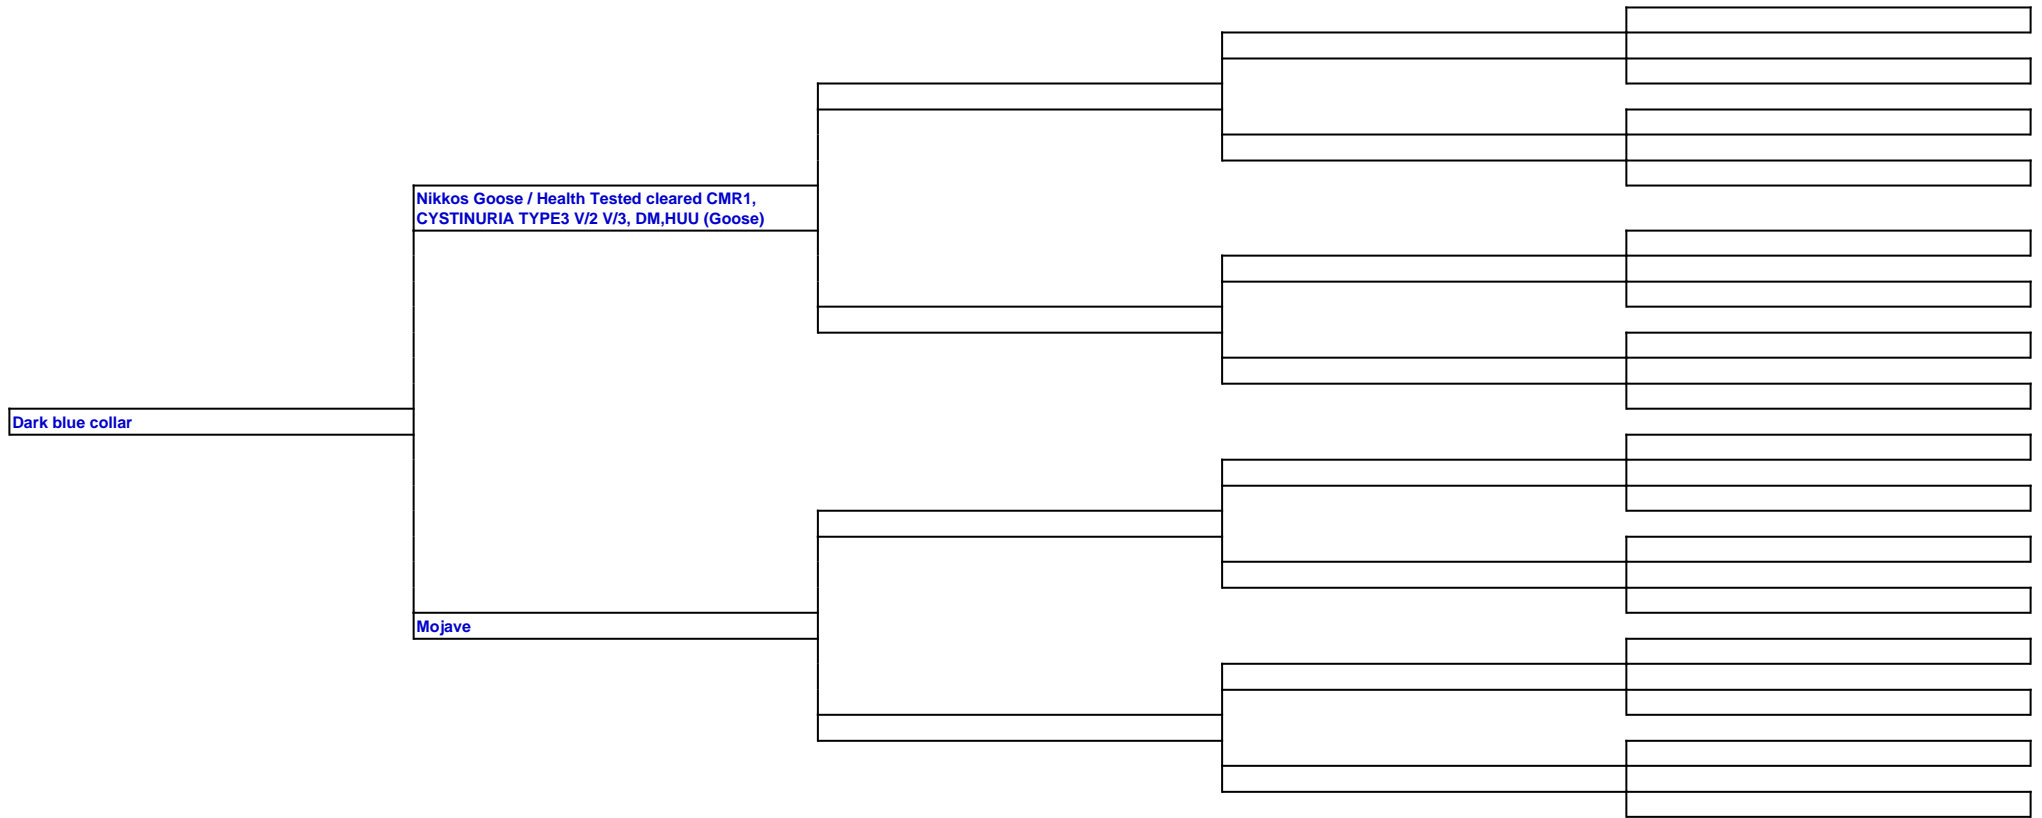 Nikkos Goose / Health Tested cleared CMR1,
CYSTINURIA TYPE3 V/2 V/3, DM,HUU (Goose)
Dark blue collar
Mojave